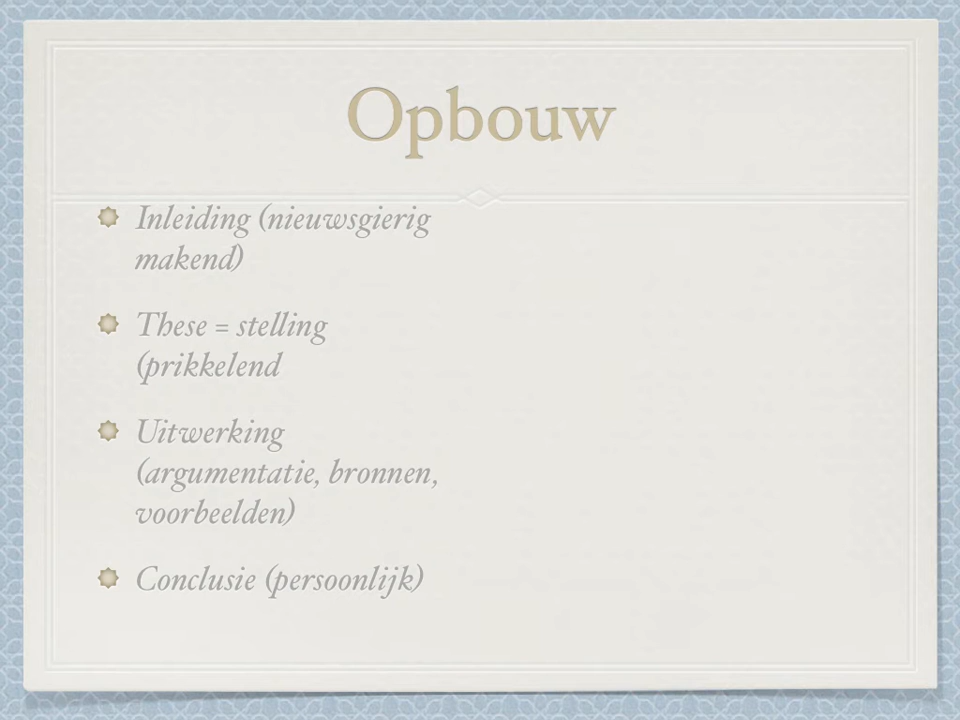 Opbouw
Inleiding (nieuwsgierig
makend)
These = stelling
(prikkelend
Uitwerking
(argumentatie, bronnen,
voorbeelden)
Conclusie (persoonlijk)